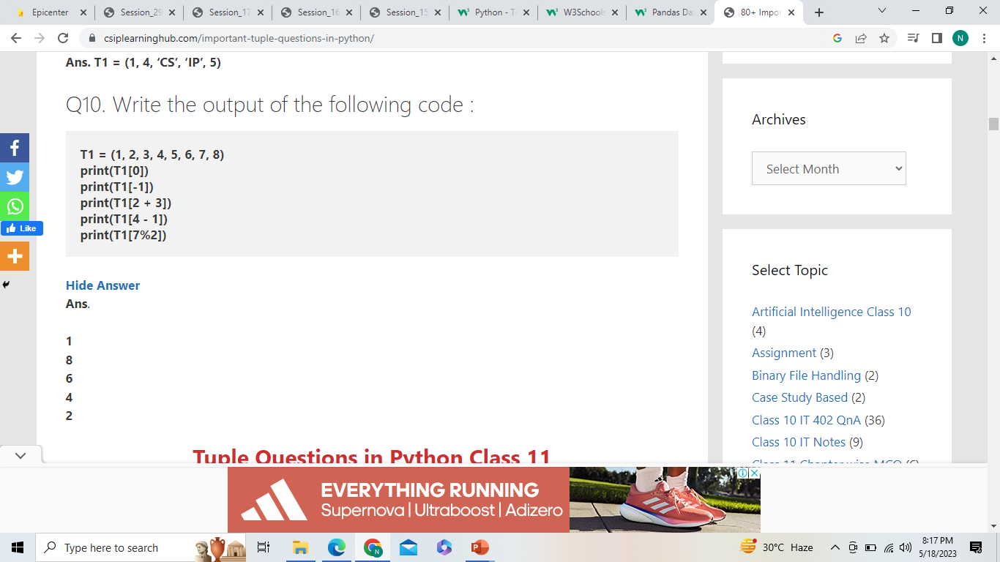 Epicenter
Session_29
Session_17
Session_16
Session_15
Python - T
W3Schools
Pandas Da
80+ Impor
csiplearninghub.com/important-tuple-questions-in-python/
N
Ans. T1 = (1, 4, ‘CS’, ‘IP’, 5)
Q10. Write the output of the following code :
T1 = (1, 2, 3, 4, 5, 6, 7, 8)
print(T1[0])
print(T1[-1])
print(T1[2 + 3])
print(T1[4 - 1])
print(T1[7%2])
Like
Hide Answer
Ans.
1
8
6
4
2
Tuple Questions in Python Class 11
Archives
Select Month
Select Topic
Artificial Intelligence Class 10
(4)
Assignment (3)
Binary File Handling (2)
Case Study Based (2)
Class 10 IT 402 QnA (36)
Class 10 IT Notes (9)
Class 11 Chapter wise MCQ (6)
EVERYTHING RUNNING
Supernova | Ultraboost | Adizero
Type here to search
30°C Haze
8:17 PM
5/18/2023